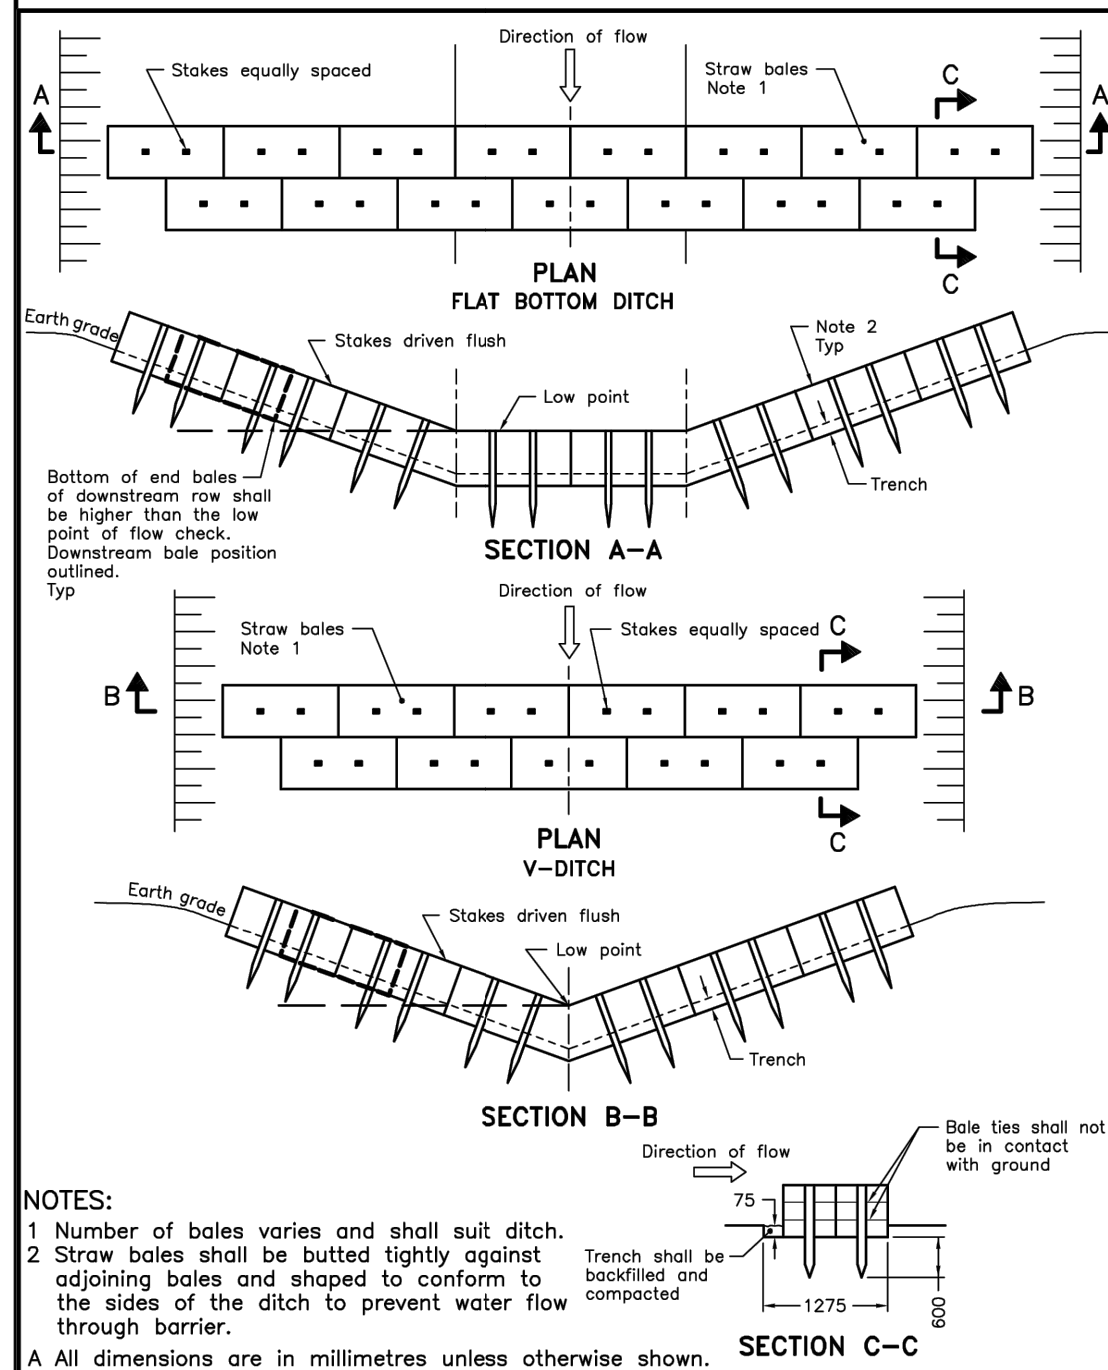 Direction of flow
Stakes equally spaced
Straw bales
Note 1
C
A
A
C
PLAN
FLAT BOTTOM DITCH
Earth grade
Stakes driven flush
Note 2
Typ
Low point
Bottom of end bales
of downstream row shall
be higher than the low
point of flow check.
Downstream bale position
outlined.
Typ
Trench
SECTION A-A
Direction of flow
Straw bales
Note 1
Stakes equally spaced
C
B
B
C
PLAN
V-DITCH
Earth grade
Stakes driven flush
Low point
Trench
SECTION B-B
Direction of flow
Bale ties shall not
be in contact
with ground
75
Trench shall be
backfilled and
compacted
1275
600
SECTION C-C
NOTES:
1 Number of bales varies and shall suit ditch.
2 Straw bales shall be butted tightly against
adjoining bales and shaped to conform to
the sides of the ditch to prevent water flow
through barrier.
A All dimensions are in millimetres unless otherwise shown.